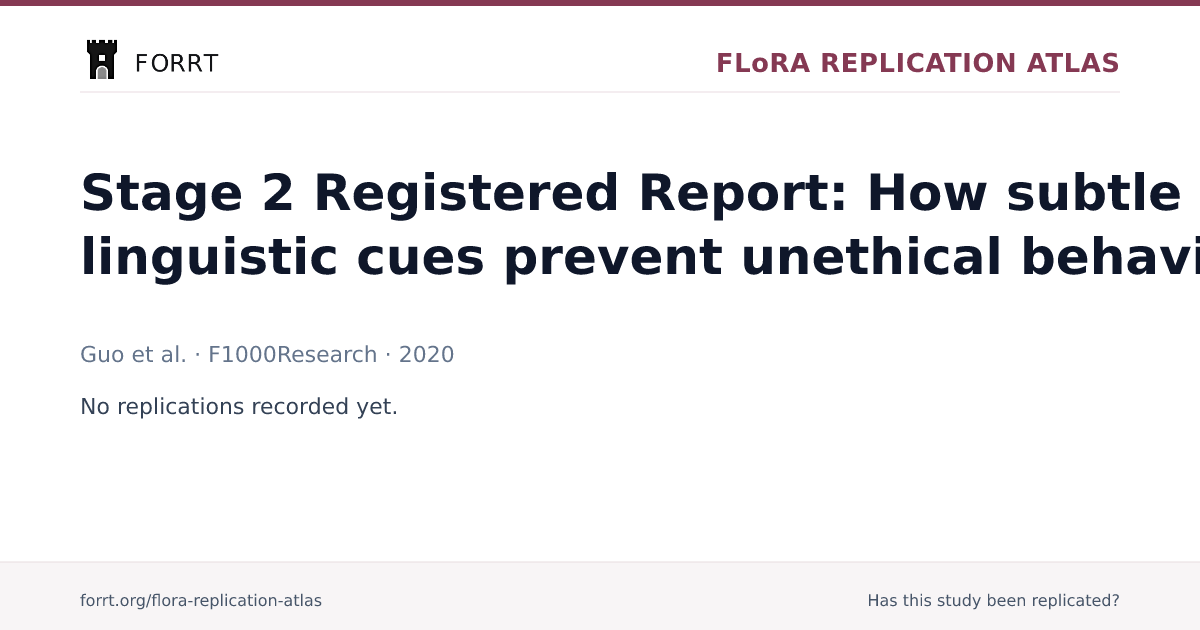 FORRT
FLoRA REPLICATION ATLAS
Stage 2 Registered Report: How subtle
linguistic cues prevent unethical behavi
Guo et al. · F1000Research · 2020
No replications recorded yet.
forrt.org/flora-replication-atlas
Has this study been replicated?